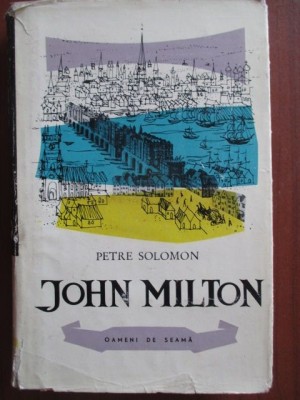 PETRE SOLOMON
JOHN MILTON
OAMENI DE SEAMĂ